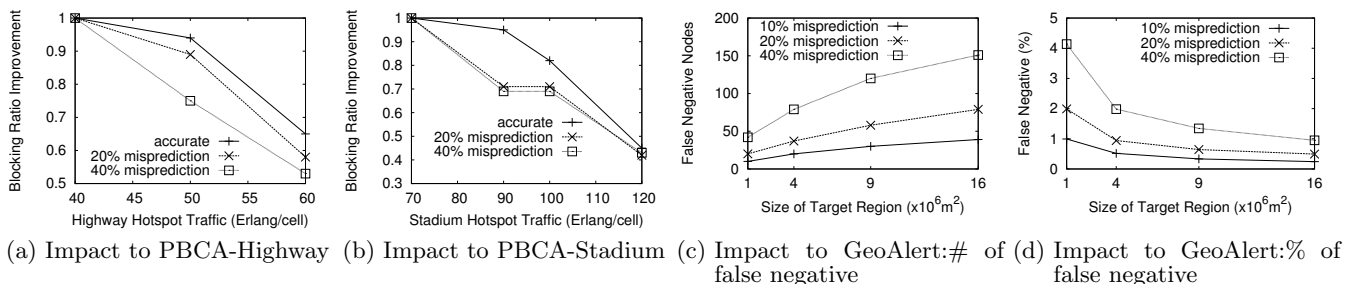 Blocking Ratio Improvement
1
0.9
0.8
0.7
0.6
0.5
accurate
20% misprediction
40% misprediction
40 45 50 55 60
Highway Hotspot Traffic (Erlang/cell)
(a) Impact to PBCA-Highway
Blocking Ratio Improvement
1
0.9
0.8
0.7
0.6
0.5
0.4
0.3
accurate
20% misprediction
40% misprediction
70 80 90 100 110 120
Stadium Hotspot Traffic (Erlang/cell)
(b) Impact to PBCA-Stadium
False Negative Nodes
200
150
100
50
0
10% misprediction
20% misprediction
40% misprediction
1 4 9 16
Size of Target Region (x10⁶m²)
(c) Impact to GeoAlert:# of
false negative
False Negative (%)
5
4
3
2
1
0
10% misprediction
20% misprediction
40% misprediction
1 4 9 16
Size of Target Region (x10⁶m²)
(d) Impact to GeoAlert:% of
false negative